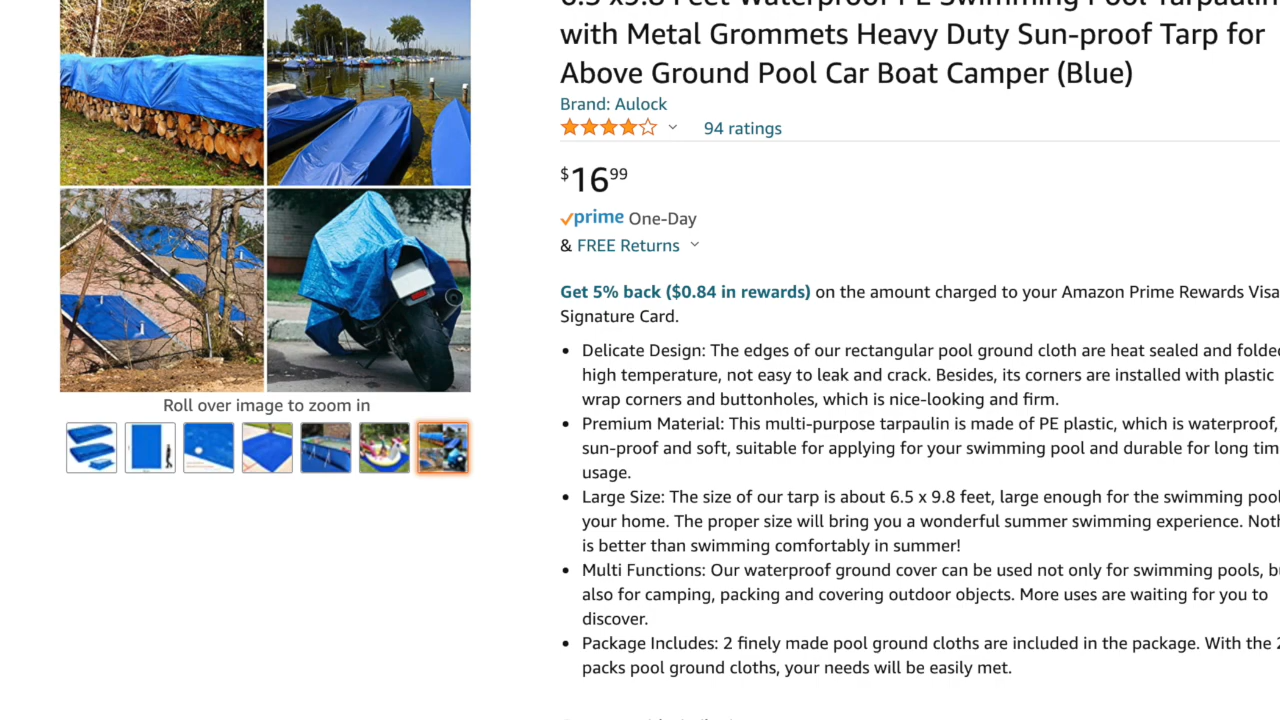 6.5 x9.8 Feet Waterproof PE Swimming Pool Tarpaulin
with Metal Grommets Heavy Duty Sun-proof Tarp for
Above Ground Pool Car Boat Camper (Blue)
Brand: Aulock
94 ratings
$16 99
prime One-Day
& FREE Returns
Get 5% back ($0.84 in rewards) on the amount charged to your Amazon Prime Rewards Visa
Signature Card.
• Delicate Design: The edges of our rectangular pool ground cloth are heat sealed and folded
high temperature, not easy to leak and crack. Besides, its corners are installed with plastic
wrap corners and buttonholes, which is nice-looking and firm.
• Premium Material: This multi-purpose tarpaulin is made of PE plastic, which is waterproof,
sun-proof and soft, suitable for applying for your swimming pool and durable for long tim
usage.
• Large Size: The size of our tarp is about 6.5 x 9.8 feet, large enough for the swimming pool
your home. The proper size will bring you a wonderful summer swimming experience. Noth
is better than swimming comfortably in summer!
• Multi Functions: Our waterproof ground cover can be used not only for swimming pools, bu
also for camping, packing and covering outdoor objects. More uses are waiting for you to
discover.
• Package Includes: 2 finely made pool ground cloths are included in the package. With the 2
packs pool ground cloths, your needs will be easily met.
Roll over image to zoom in